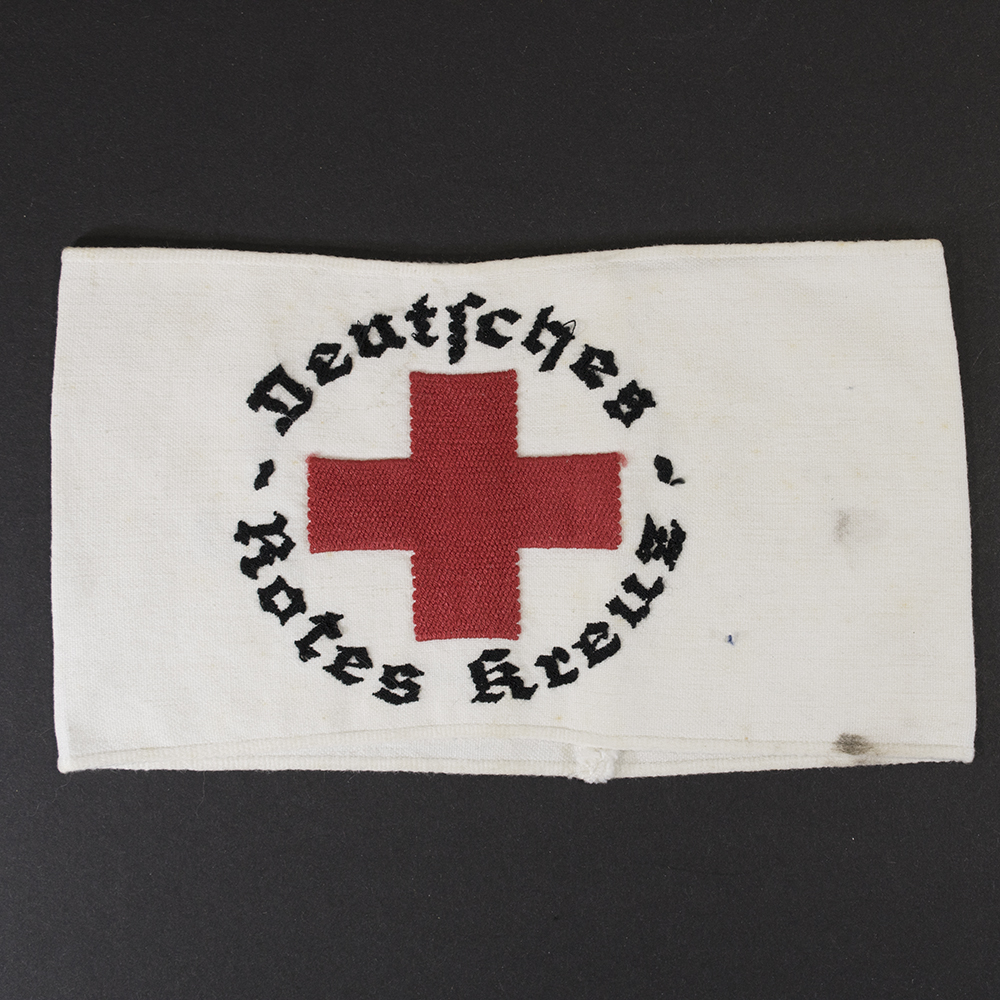 Deutſches
- Rotes Kreuz -